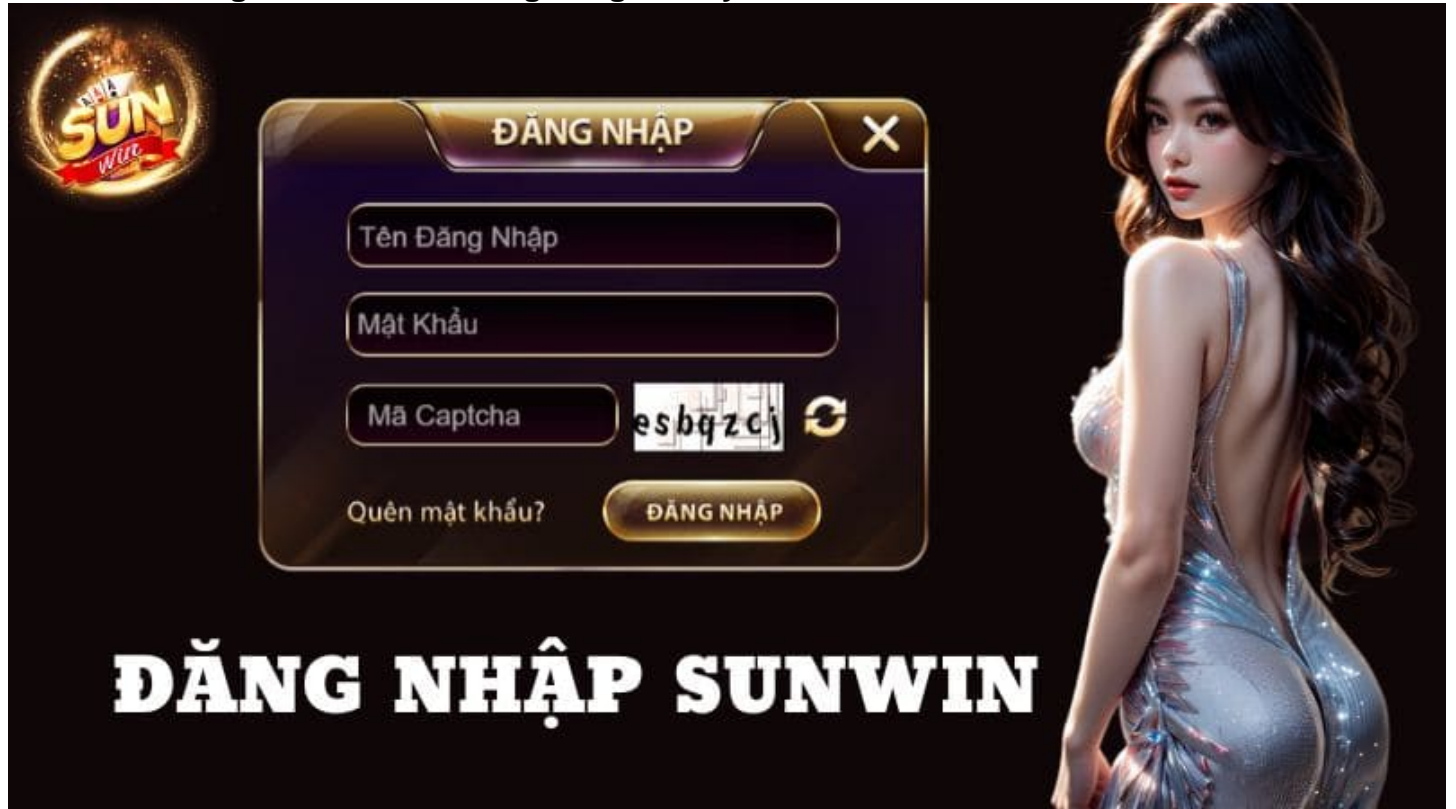 SUN
Win
ĐĂNG NHẬP
Tên Đăng Nhập
Mật Khẩu
Mã Captcha
esbqzcj
Quên mật khẩu?
ĐĂNG NHẬP
ĐĂNG NHẬP SUNWIN